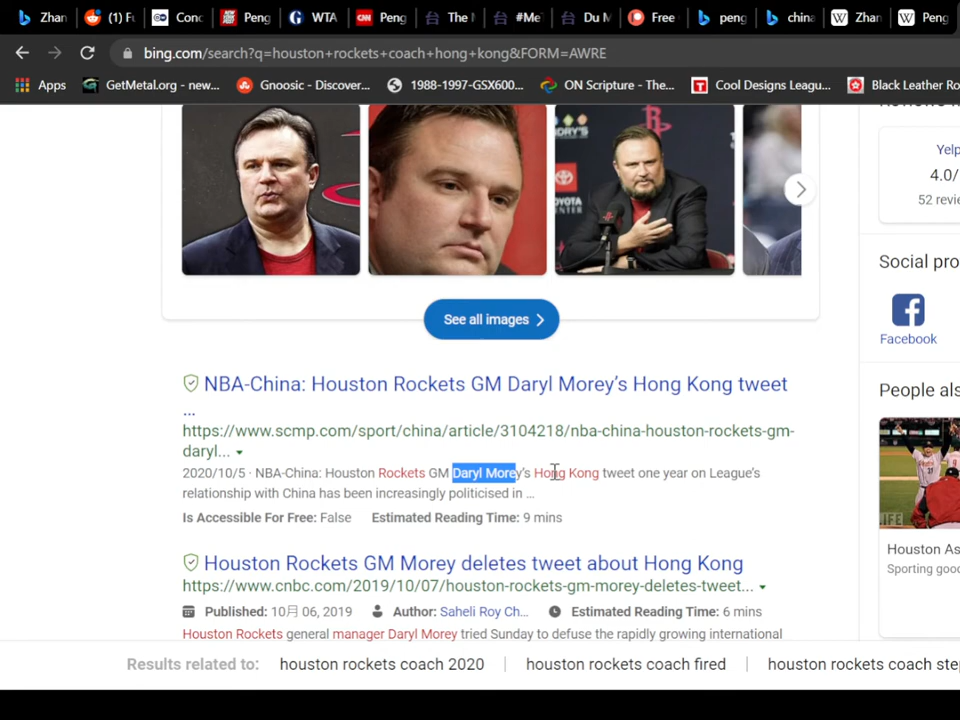 Zhan
(1) Fu
Conc
Peng
WTA
Peng
The N
#Me
Du M
Free
peng
china
Zhan
Peng
bing.com/search?q=houston+rockets+coach+hong+kong&FORM=AWRE
Apps
GetMetal.org - new...
Gnoosic - Discover...
1988-1997-GSX600...
ON Scripture - The...
Cool Designs Leagu...
Black Leather Ro
Yelp
4.0/
52 revie
Social pro
Facebook
See all images
People als
NBA-China: Houston Rockets GM Daryl Morey's Hong Kong tweet
...
https://www.scmp.com/sport/china/article/3104218/nba-china-houston-rockets-gm-
daryl...
2020/10/5 · NBA-China: Houston Rockets GM Daryl Morey's Hong Kong tweet one year on League's
relationship with China has been increasingly politicised in ...
Is Accessible For Free: False Estimated Reading Time: 9 mins
Houston Rockets GM Morey deletes tweet about Hong Kong
https://www.cnbc.com/2019/10/07/houston-rockets-gm-morey-deletes-tweet...
Published: 10月 06, 2019 Author: Saheli Roy Ch... Estimated Reading Time: 6 mins
Houston Rockets general manager Daryl Morey tried Sunday to defuse the rapidly growing international
Houston As
Sporting good
Results related to: houston rockets coach 2020 houston rockets coach fired houston rockets coach step